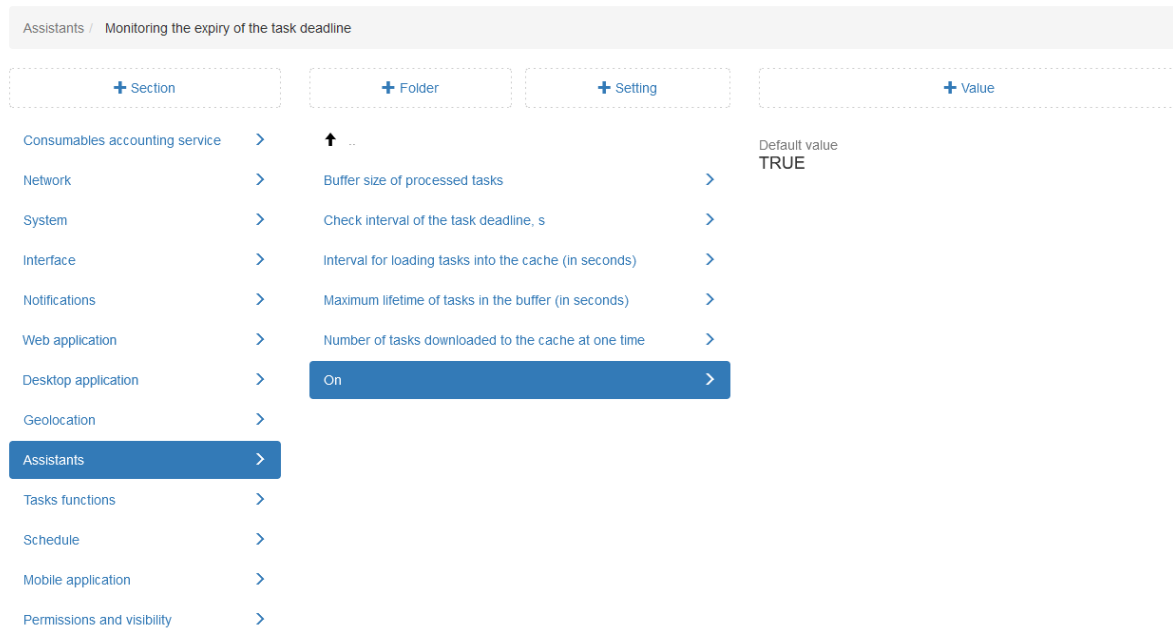 Assistants / Monitoring the expiry of the task deadline
+ Section
+ Folder
+ Setting
+ Value
Consumables accounting service
Network
System
Interface
Notifications
Web application
Desktop application
Geolocation
Assistants
Tasks functions
Schedule
Mobile application
Permissions and visibility
..
Buffer size of processed tasks
Check interval of the task deadline, s
Interval for loading tasks into the cache (in seconds)
Maximum lifetime of tasks in the buffer (in seconds)
Number of tasks downloaded to the cache at one time
On
Default value
TRUE